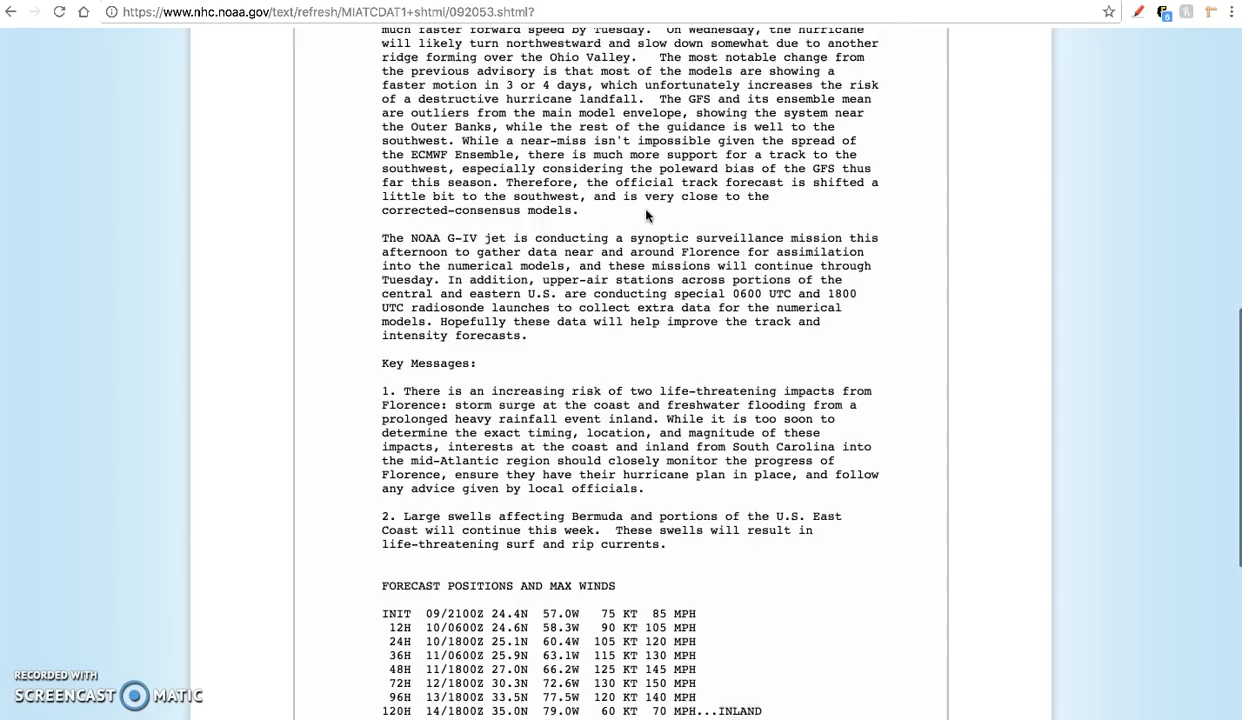 https://www.nhc.noaa.gov/text/refresh/MIATCDAT1+shtml/092053.shtml?
8
much faster forward speed by Tuesday.  On Wednesday, the hurricane
will likely turn northwestward and slow down somewhat due to another
ridge forming over the Ohio Valley.   The most notable change from
the previous advisory is that most of the models are showing a
faster motion in 3 or 4 days, which unfortunately increases the risk
of a destructive hurricane landfall.  The GFS and its ensemble mean
are outliers from the main model envelope, showing the system near
the Outer Banks, while the rest of the guidance is well to the
southwest. While a near-miss isn't impossible given the spread of
the ECMWF Ensemble, there is much more support for a track to the
southwest, especially considering the poleward bias of the GFS thus
far this season. Therefore, the official track forecast is shifted a
little bit to the southwest, and is very close to the
corrected-consensus models.
The NOAA G-IV jet is conducting a synoptic surveillance mission this
afternoon to gather data near and around Florence for assimilation
into the numerical models, and these missions will continue through
Tuesday. In addition, upper-air stations across portions of the
central and eastern U.S. are conducting special 0600 UTC and 1800
UTC radiosonde launches to collect extra data for the numerical
models. Hopefully these data will help improve the track and
intensity forecasts.
Key Messages:
1. There is an increasing risk of two life-threatening impacts from
Florence: storm surge at the coast and freshwater flooding from a
prolonged heavy rainfall event inland. While it is too soon to
determine the exact timing, location, and magnitude of these
impacts, interests at the coast and inland from South Carolina into
the mid-Atlantic region should closely monitor the progress of
Florence, ensure they have their hurricane plan in place, and follow
any advice given by local officials.
2. Large swells affecting Bermuda and portions of the U.S. East
Coast will continue this week.  These swells will result in
life-threatening surf and rip currents.
FORECAST POSITIONS AND MAX WINDS
INIT  09/2100Z 24.4N  57.0W   75 KT  85 MPH
12H  10/0600Z 24.6N  58.3W   90 KT 105 MPH
24H  10/1800Z 25.1N  60.4W  105 KT 120 MPH
36H  11/0600Z 25.9N  63.1W  115 KT 130 MPH
48H  11/1800Z 27.0N  66.2W  125 KT 145 MPH
72H  12/1800Z 30.3N  72.6W  130 KT 150 MPH
96H  13/1800Z 33.5N  77.5W  120 KT 140 MPH
120H  14/1800Z 35.0N  79.0W   60 KT  70 MPH...INLAND
RECORDED WITH
SCREENCAST MATIC